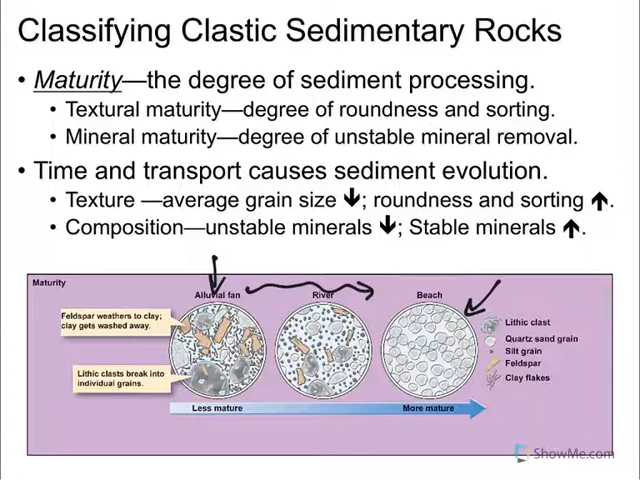 Classifying Clastic Sedimentary Rocks
• Maturity—the degree of sediment processing.
• Textural maturity—degree of roundness and sorting.
• Mineral maturity—degree of unstable mineral removal.
• Time and transport causes sediment evolution.
• Texture —average grain size 🡻; roundness and sorting 🡹.
• Composition—unstable minerals 🡻; Stable minerals 🡹.
Maturity
Alluvial fan
River
Beach
Feldspar weathers to clay;
clay gets washed away.
Lithic clasts break into
individual grains.
Lithic clast
Quartz sand grain
Silt grain
Feldspar
Clay flakes
Less mature
More mature
ShowMe.com